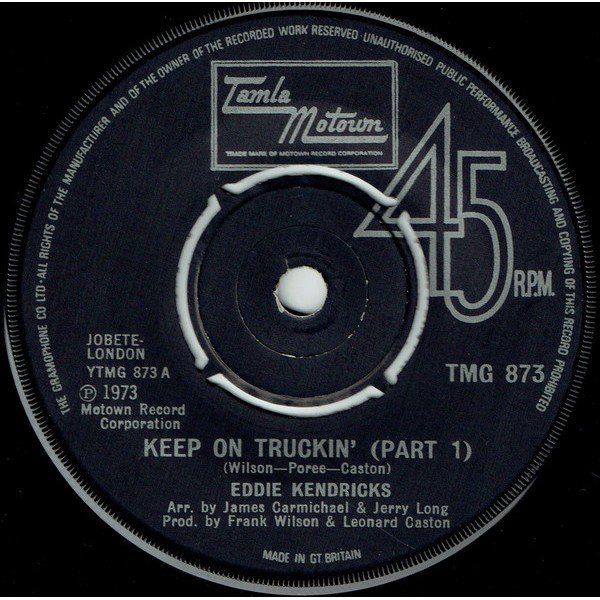 THE GRAMOPHONE CO LTD·ALL RIGHTS OF THE MANUFACTURER AND OF THE OWNER OF THE RECORDED WORK RESERVED·UNAUTHORISED PUBLIC PERFORMANCE BROADCASTING AND COPYING OF THIS RECORD PROHIBITED
Tamla
Motown
TRADE MARK OF MOTOWN RECORD CORPORATION
45
R.P.M.
JOBETE-
LONDON
YTMG 873 A
Ⓟ 1973
Motown Record
Corporation
TMG 873
KEEP ON TRUCKIN' (PART 1)
(Wilson—Poree—Caston)
EDDIE KENDRICKS
Arr. by James Carmichael & Jerry Long
Prod. by Frank Wilson & Leonard Caston
MADE IN GT. BRITAIN